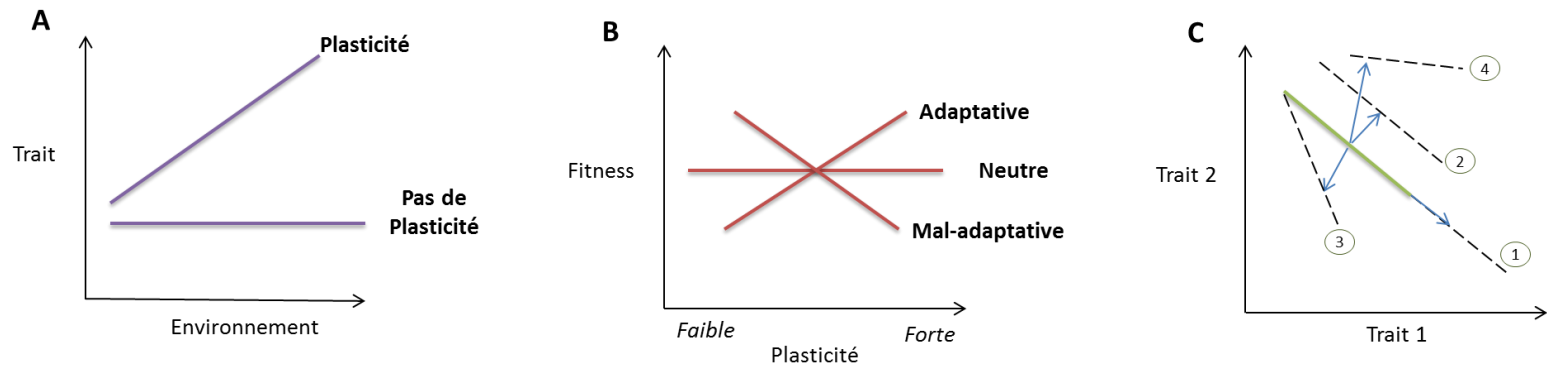 A
Plasticité
Trait
Pas de
Plasticité
Environnement
B
Adaptative
Fitness
Neutre
Mal-adaptative
Faible
Forte
Plasticité
C
4
2
Trait 2
3
1
Trait 1